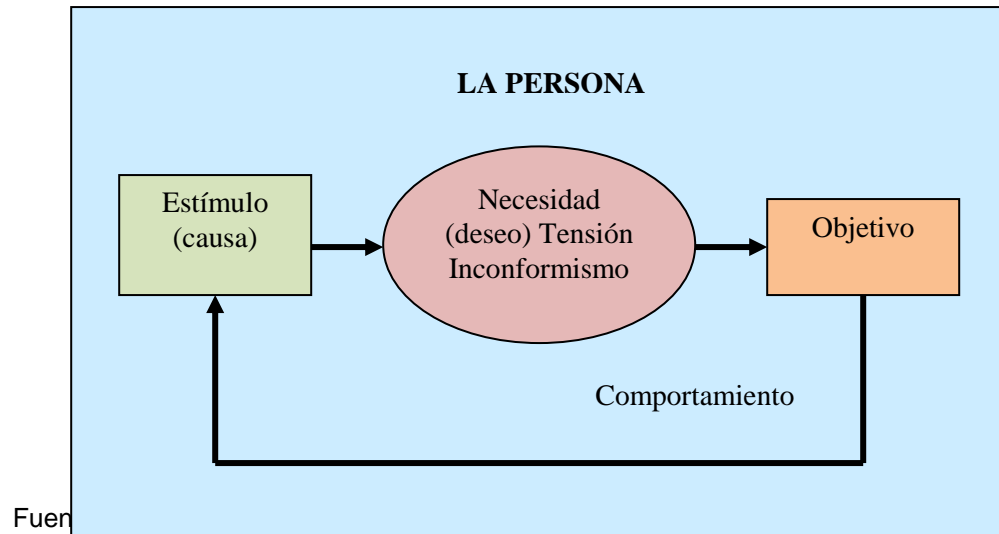 LA PERSONA
Estímulo
(causa)
Necesidad
(deseo) Tensión
Inconformismo
Objetivo
Comportamiento
Fuen